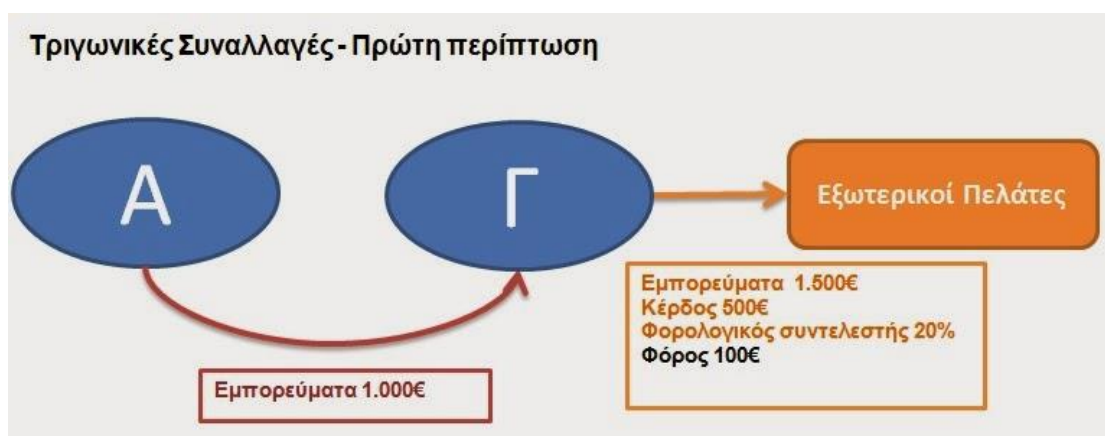 Τριγωνικές Συναλλαγές - Πρώτη περίπτωση
Α
Γ
Εξωτερικοί Πελάτες
Εμπορεύματα 1.500€
Κέρδος 500€
Φορολογικός συντελεστής 20%
Φόρος 100€
Εμπορεύματα 1.000€